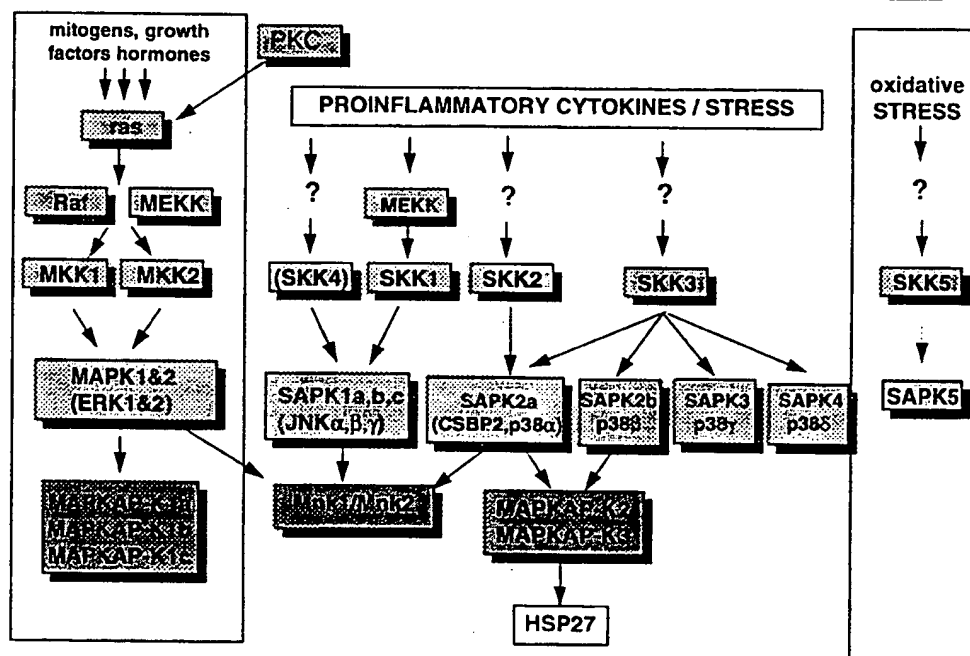 mitogens, growth
factors hormones
PKC
ras
Raf
MEKK
MKK1
MKK2
MAPK1&2
(ERK1&2)
MAPKAP-K1a
MAPKAP-K1b
MAPKAP-K1c
PROINFLAMMATORY CYTOKINES / STRESS
?
MEKK
?
?
(SKK4)
SKK1
SKK2
SKK3
SAPK1a,b,c
(JNKα,β,γ)
SAPK2a
(CSBP2,p38α)
SAPK2b
p38β
SAPK3
p38γ
SAPK4
p38δ
Mnk1/Mnk2
MAPKAP-K2
MAPKAP-K3
HSP27
oxidative
STRESS
?
SKK5
SAPK5